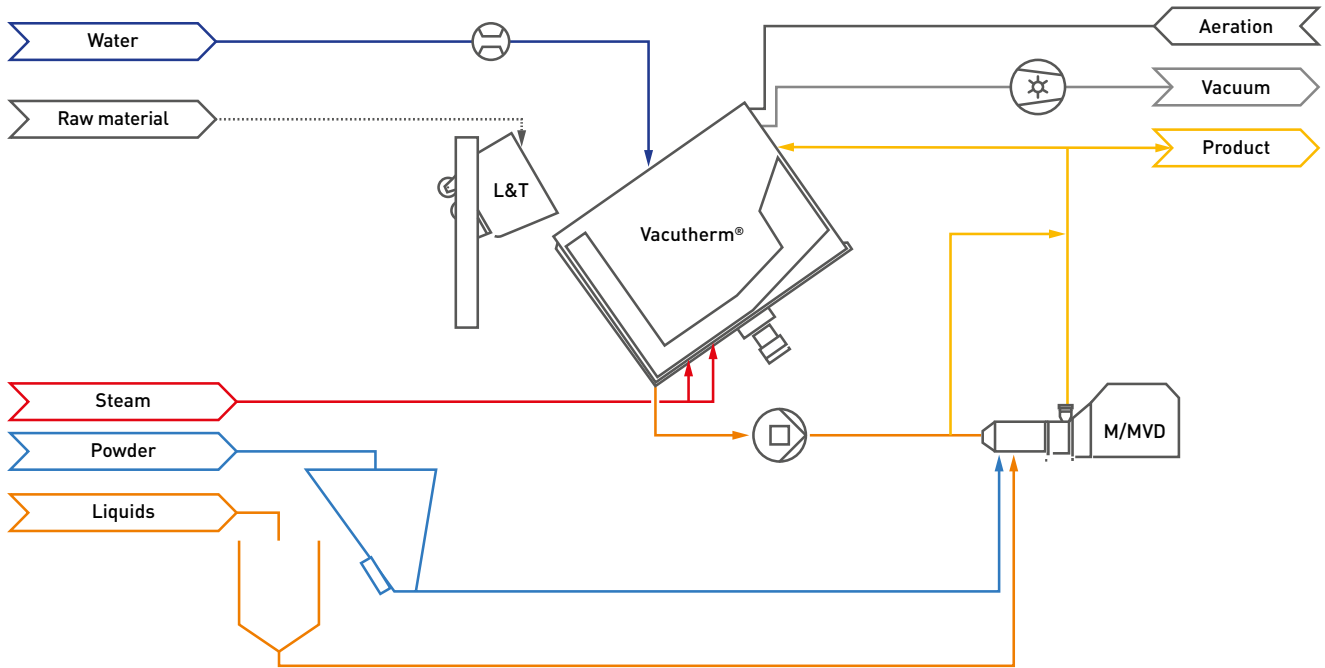 Water
Aeration
Vacuum
Raw material
Product
L&T
Vacutherm®
Steam
M/MVD
Powder
Liquids